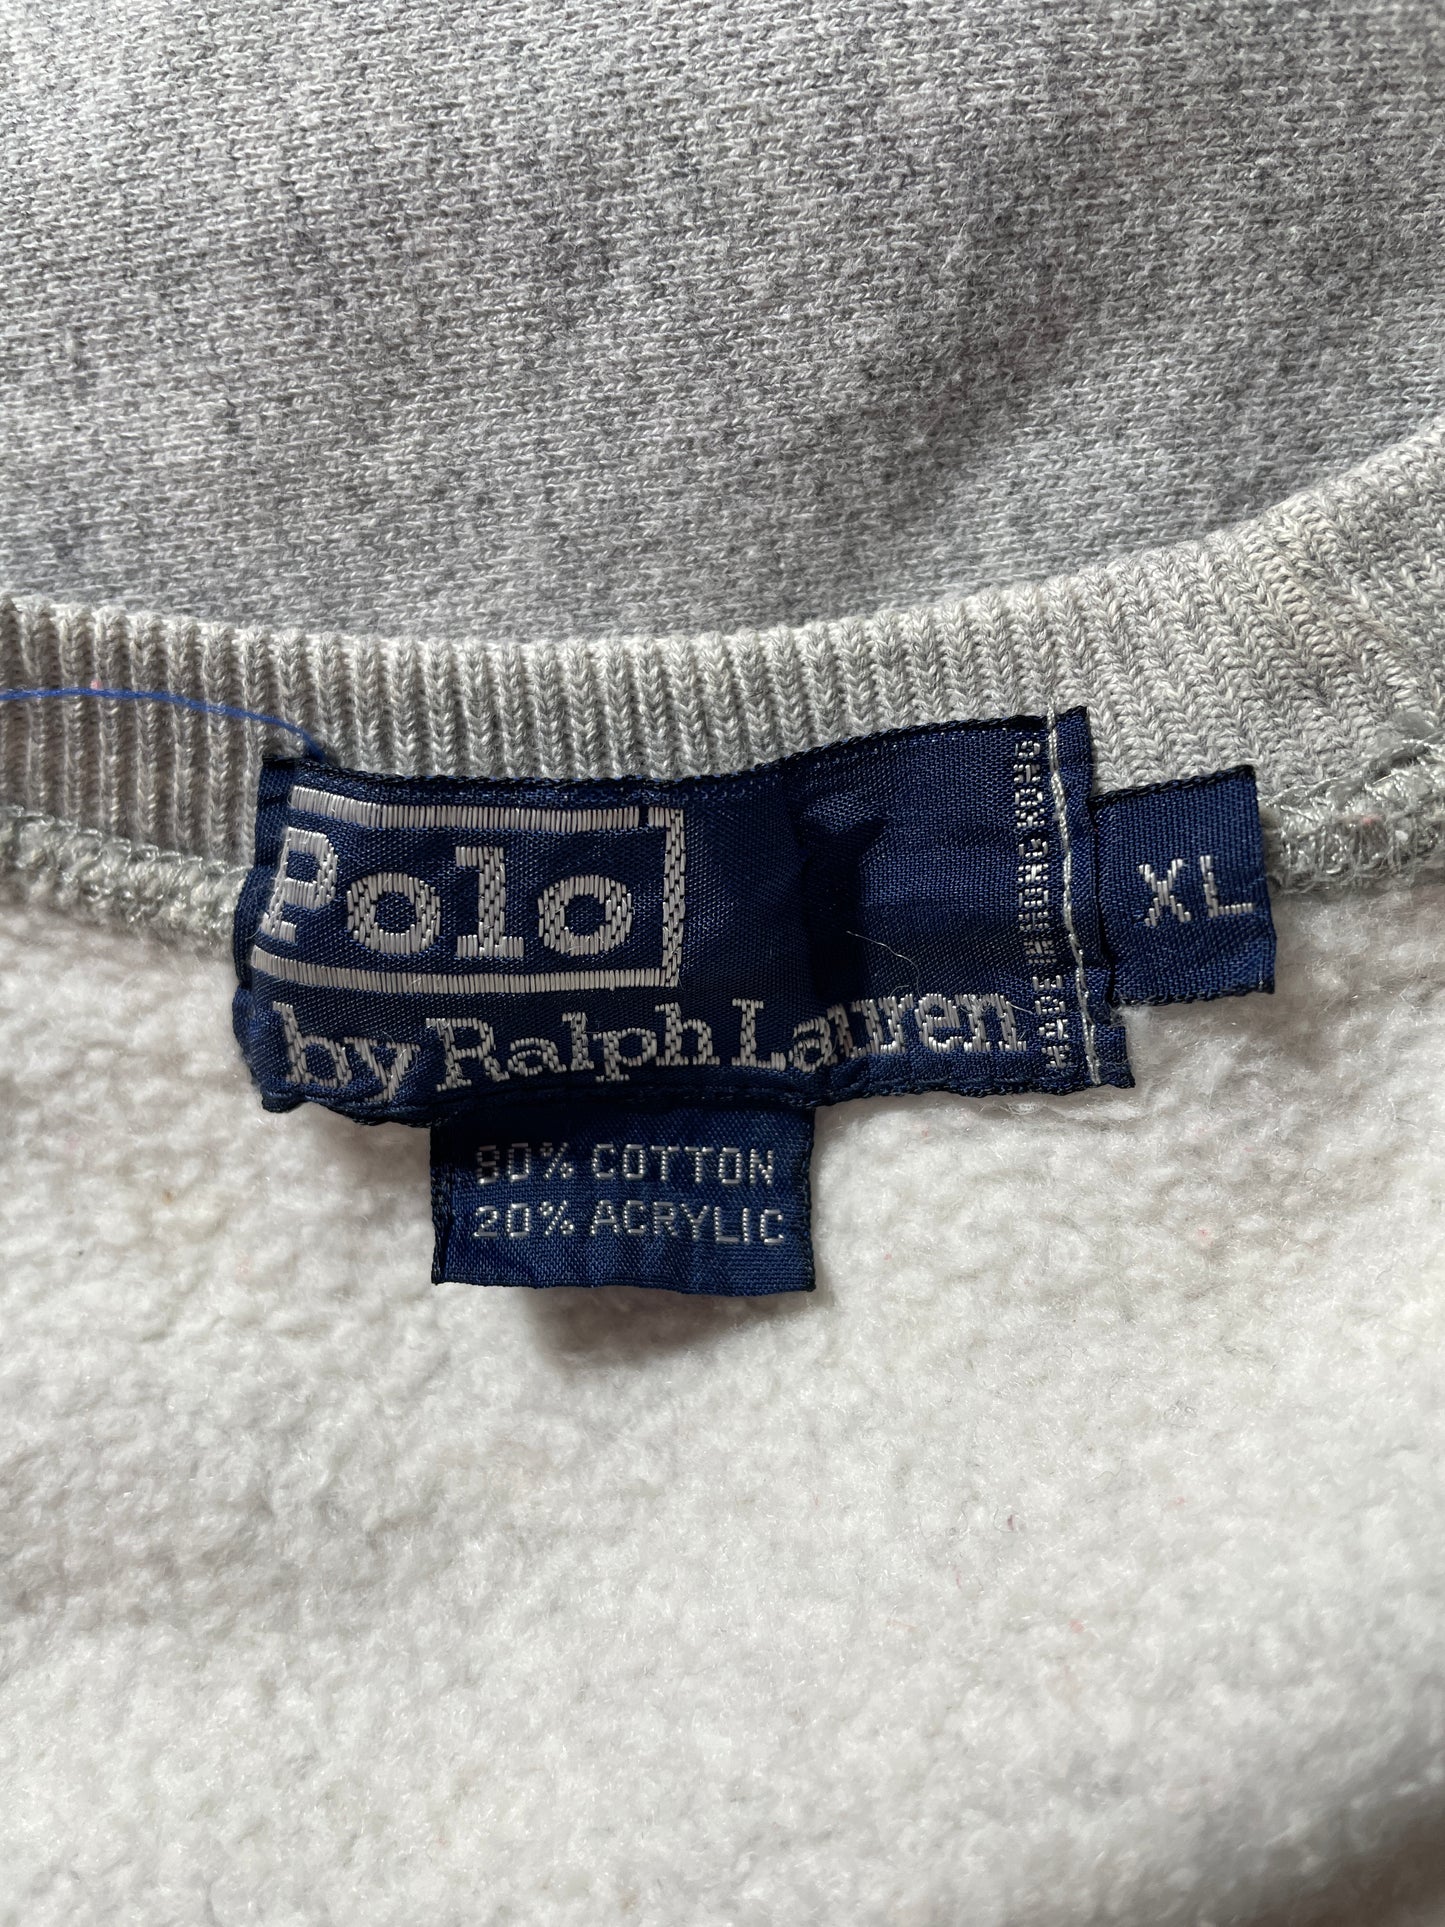 Polo
by Ralph Lauren
MADE IN HONG KONG
XL
80% COTTON
20% ACRYLIC